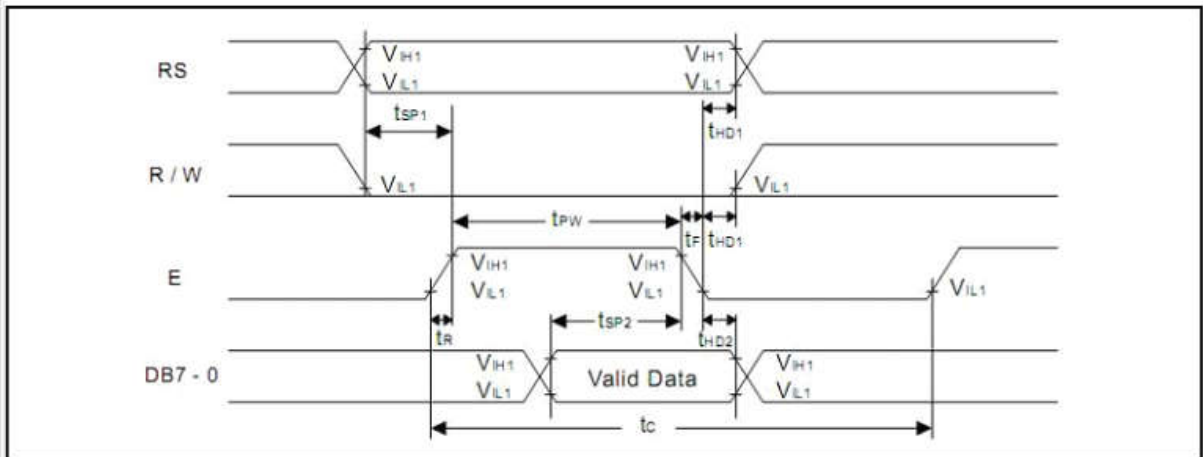 RS
VIH1
VIL1
VIH1
VIL1
tSP1
tHD1
R / W
VIL1
VIL1
tPW
tF
tHD1
E
VIH1
VIL1
VIH1
VIL1
VIL1
tR
tSP2
tHD2
DB7 - 0
VIH1
VIL1
Valid Data
VIH1
VIL1
tC